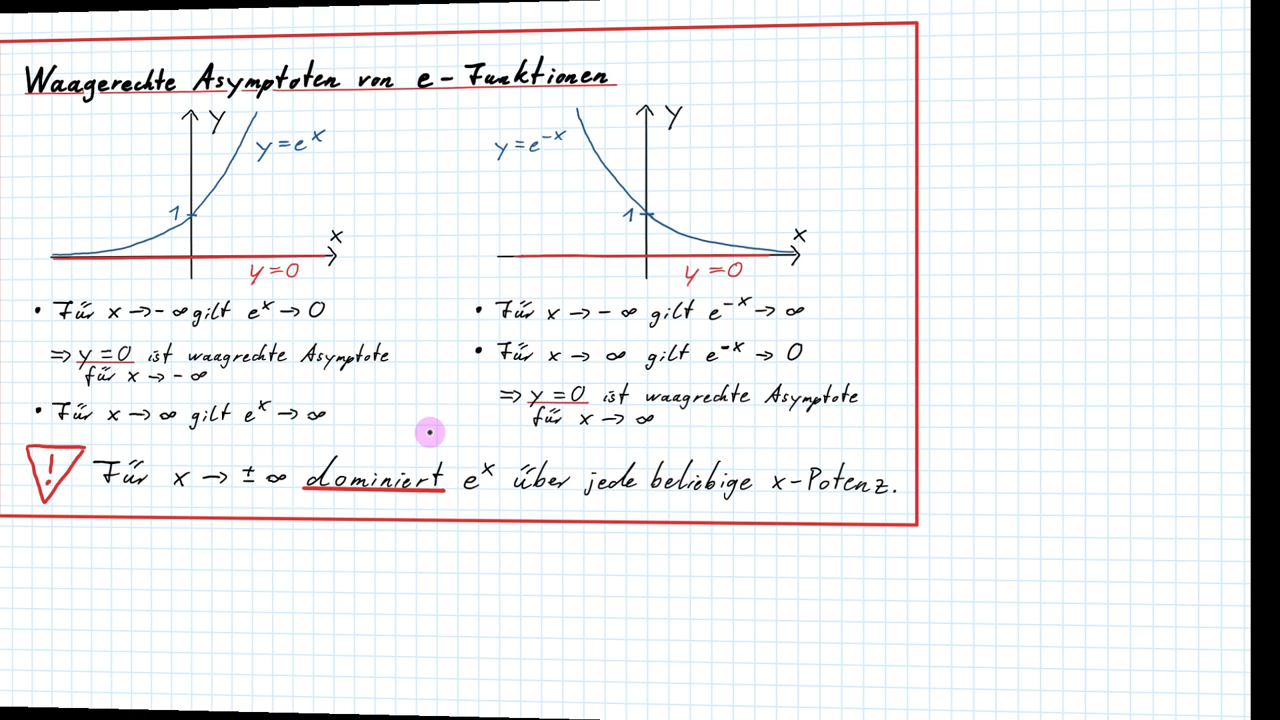 Waagerechte Asymptoten von e-Funktionen
y
y = e^x
1
x
y = 0
y
y = e^-x
1
x
y = 0
• Für x → -∞ gilt e^x → 0
⇒ y = 0 ist waagrechte Asymptote
für x → -∞
• Für x → ∞ gilt e^x → ∞
• Für x → -∞ gilt e^-x → ∞
• Für x → ∞ gilt e^-x → 0
⇒ y = 0 ist waagrechte Asymptote
für x → ∞
! Für x → ± ∞ dominiert e^x über jede beliebige x-Potenz.